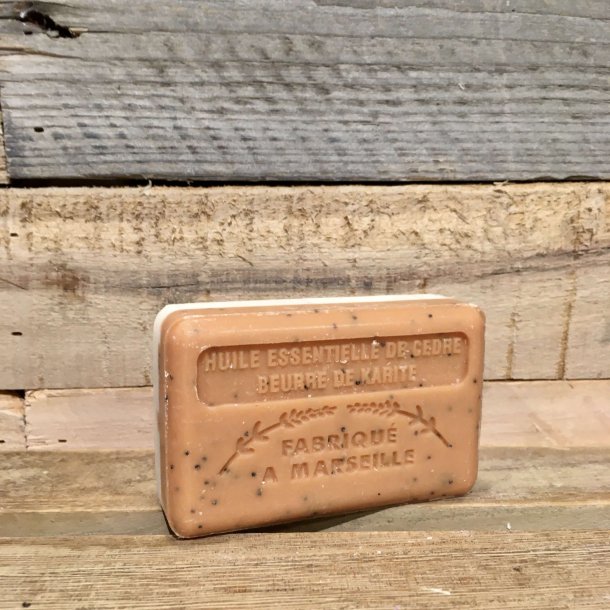 HUILE ESSENTIELLE DE CEDRE
BEURRE DE KARITE
FABRIQUÉ
A MARSEILLE